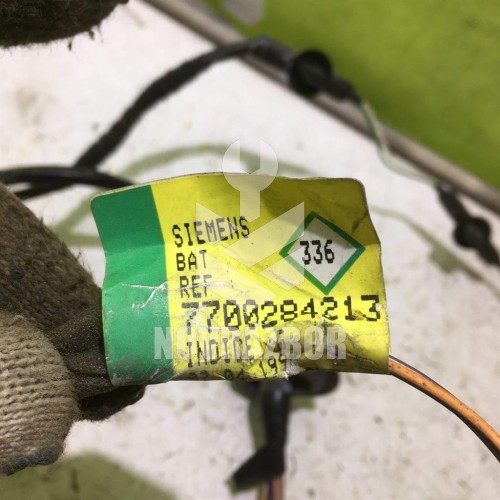 SIEMENS
BAT
336
REF
7700284213
INDICE